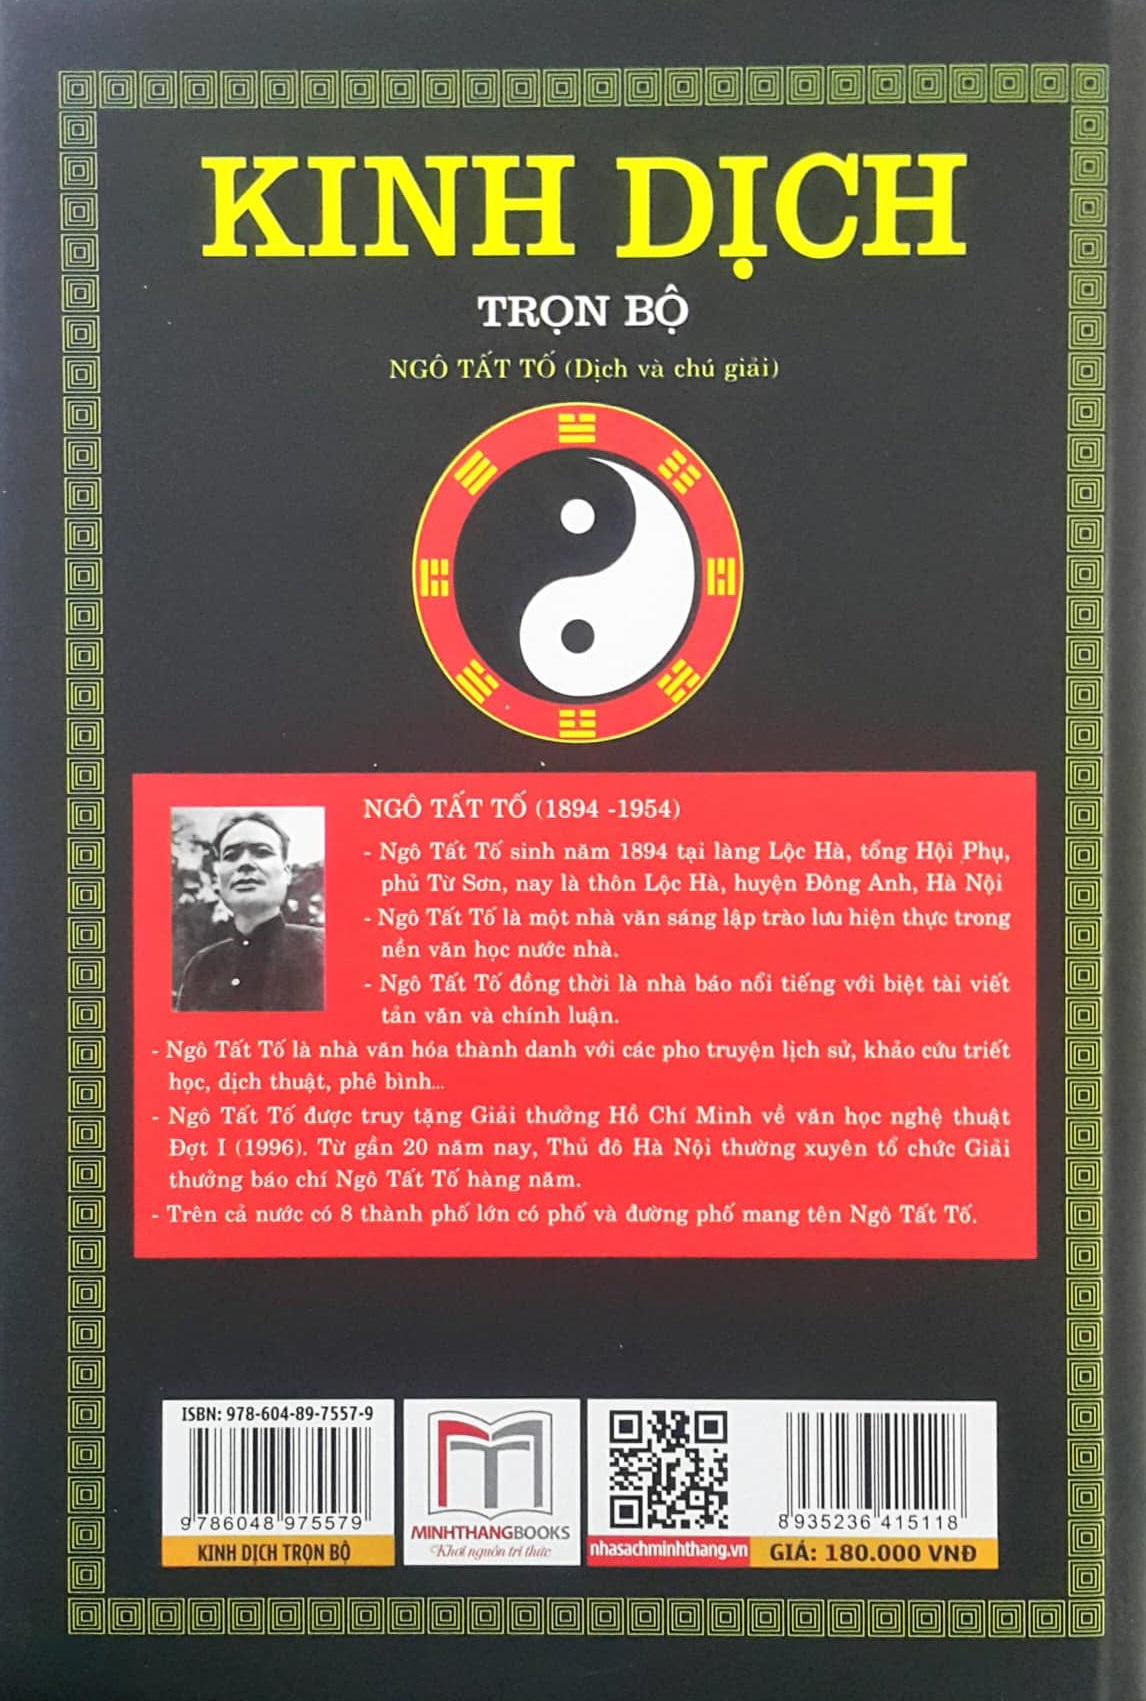 KINH DỊCH
TRỌN BỘ
NGÔ TẤT TỐ (Dịch và chú giải)
NGÔ TẤT TỐ (1894 -1954)
- Ngô Tất Tố sinh năm 1894 tại làng Lộc Hà, tổng Hội Phụ,
phủ Từ Sơn, nay là thôn Lộc Hà, huyện Đông Anh, Hà Nội
- Ngô Tất Tố là một nhà văn sáng lập trào lưu hiện thực trong
nền văn học nước nhà.
- Ngô Tất Tố đồng thời là nhà báo nổi tiếng với biệt tài viết
tản văn và chính luận.
- Ngô Tất Tố là nhà văn hóa thành danh với các pho truyện lịch sử, khảo cứu triết
học, dịch thuật, phê bình...
- Ngô Tất Tố được truy tặng Giải thưởng Hồ Chí Minh về văn học nghệ thuật
Đợt I (1996). Từ gần 20 năm nay, Thủ đô Hà Nội thường xuyên tổ chức Giải
thưởng báo chí Ngô Tất Tố hàng năm.
- Trên cả nước có 8 thành phố lớn có phố và đường phố mang tên Ngô Tất Tố.
ISBN: 978-604-89-7557-9
9 786048 975579
KINH DỊCH TRỌN BỘ
MINHTHANGBOOKS
Khơi nguồn tri thức
nhasachminhthang.vn
8 935236 415118
GIÁ: 180.000 VNĐ